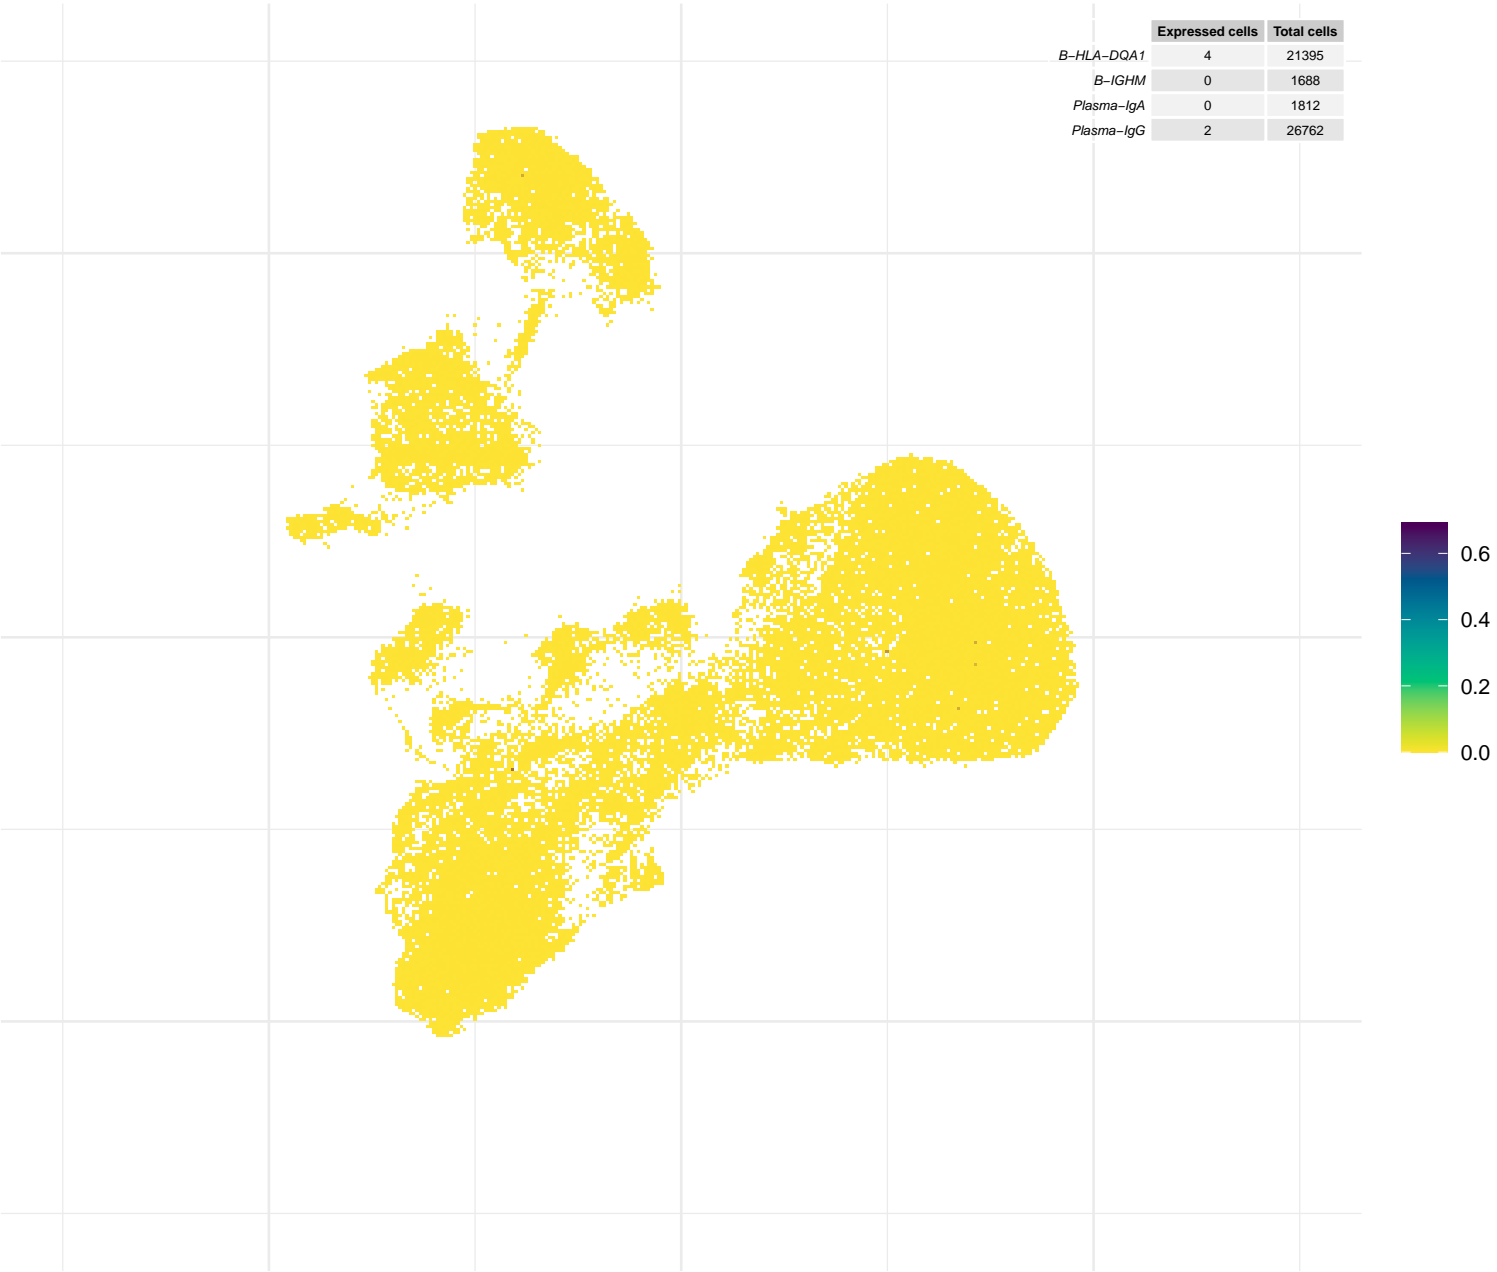 Expressed cells Total cells
B−HLA−DQA1 4 21395
B−IGHM 0 1688
Plasma−IgA 0 1812
Plasma−IgG 2 26762
0.6
0.4
0.2
0.0